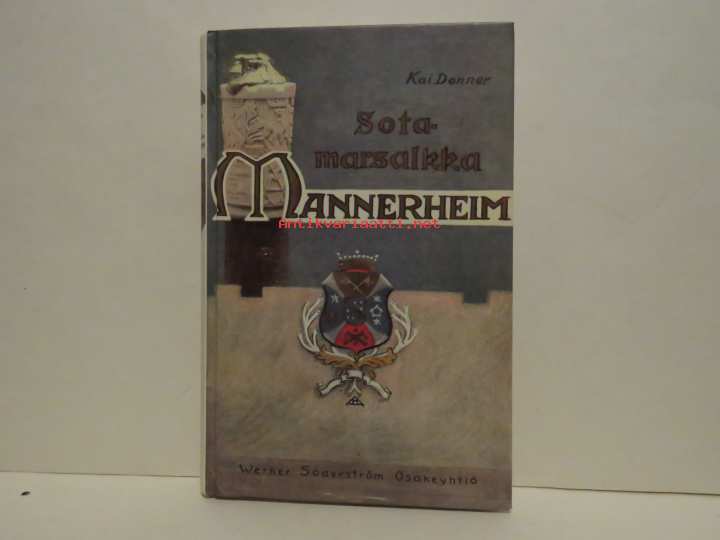 Kai Donner
Sota-
marsalkka
MANNERHEIM
Antikvariaatti.net
Werner Söderström Osakeyhtiö